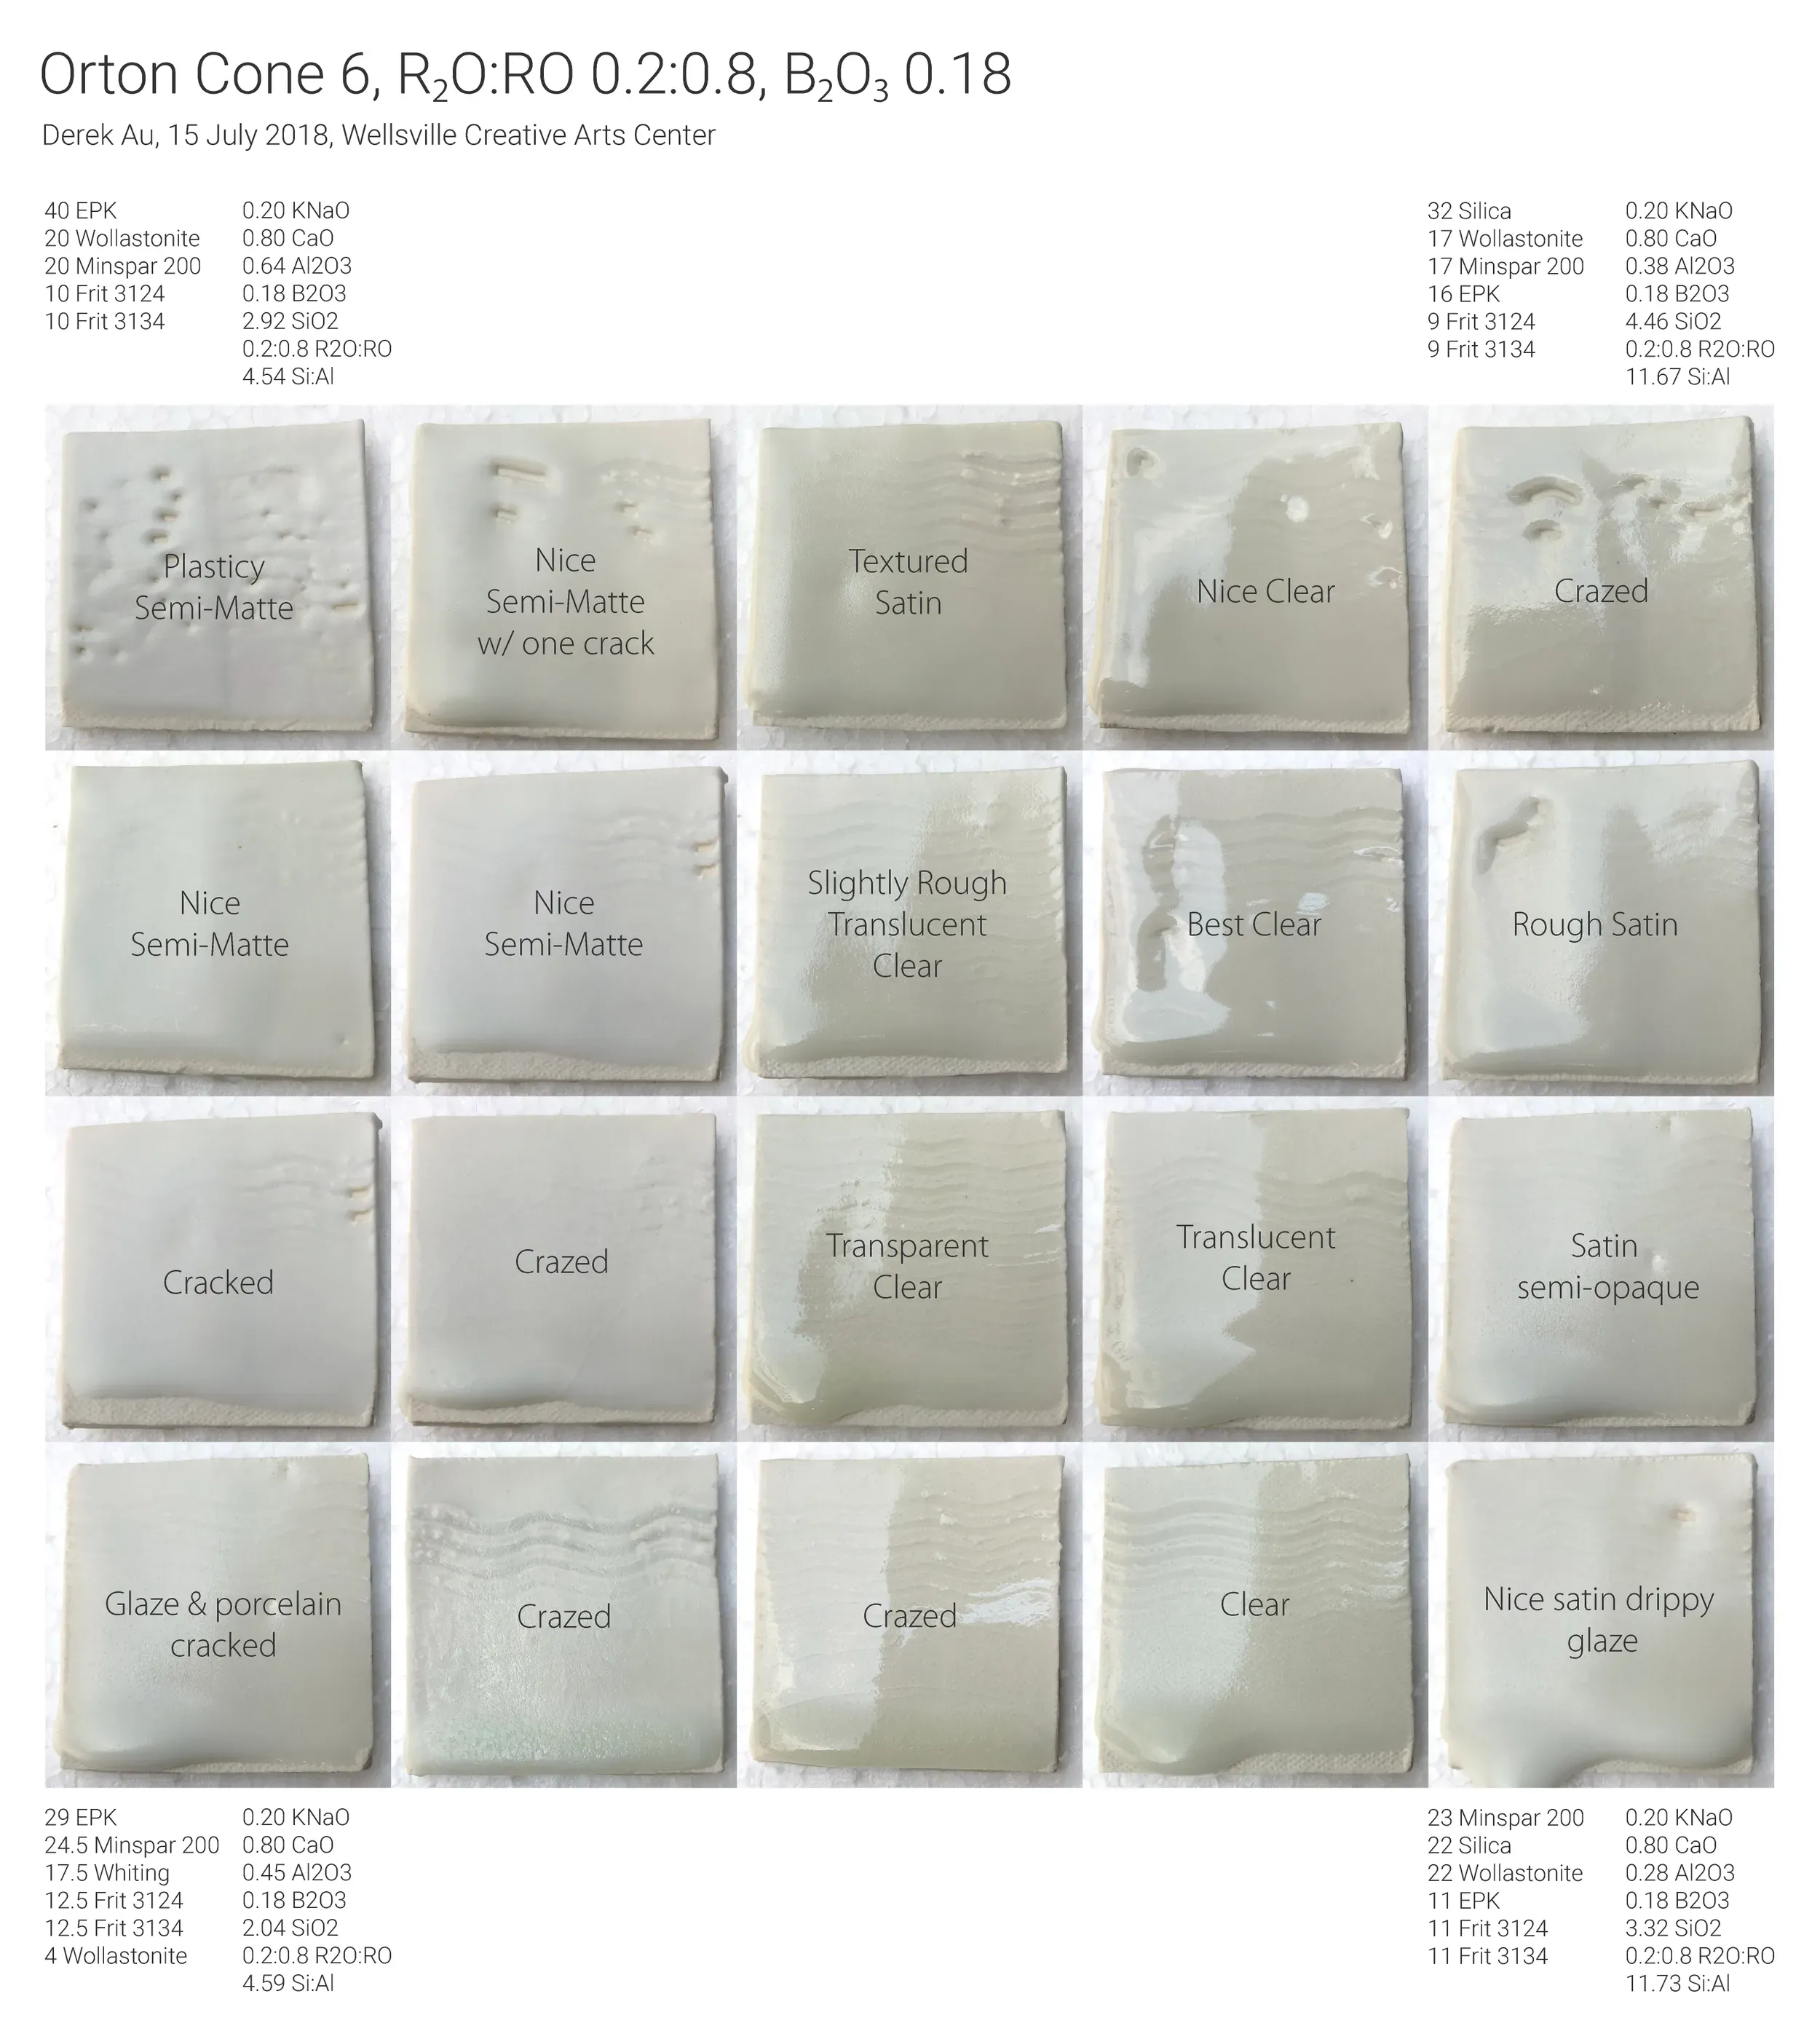 Orton Cone 6, R₂O:RO 0.2:0.8, B₂O₃ 0.18
Derek Au, 15 July 2018, Wellsville Creative Arts Center
40 EPK
20 Wollastonite
20 Minspar 200
10 Frit 3124
10 Frit 3134
0.20 KNaO
0.80 CaO
0.64 Al2O3
0.18 B2O3
2.92 SiO2
0.2:0.8 R2O:RO
4.54 Si:Al
32 Silica
17 Wollastonite
17 Minspar 200
16 EPK
9 Frit 3124
9 Frit 3134
0.20 KNaO
0.80 CaO
0.38 Al2O3
0.18 B2O3
4.46 SiO2
0.2:0.8 R2O:RO
11.67 Si:Al
Plasticy
Semi-Matte
Nice
Semi-Matte
w/ one crack
Textured
Satin
Nice Clear
Crazed
Nice
Semi-Matte
Nice
Semi-Matte
Slightly Rough
Translucent
Clear
Best Clear
Rough Satin
Cracked
Crazed
Transparent
Clear
Translucent
Clear
Satin
semi-opaque
Glaze & porcelain
cracked
Crazed
Crazed
Clear
Nice satin drippy
glaze
29 EPK
24.5 Minspar 200
17.5 Whiting
12.5 Frit 3124
12.5 Frit 3134
4 Wollastonite
0.20 KNaO
0.80 CaO
0.45 Al2O3
0.18 B2O3
2.04 SiO2
0.2:0.8 R2O:RO
4.59 Si:Al
23 Minspar 200
22 Silica
22 Wollastonite
11 EPK
11 Frit 3124
11 Frit 3134
0.20 KNaO
0.80 CaO
0.28 Al2O3
0.18 B2O3
3.32 SiO2
0.2:0.8 R2O:RO
11.73 Si:Al